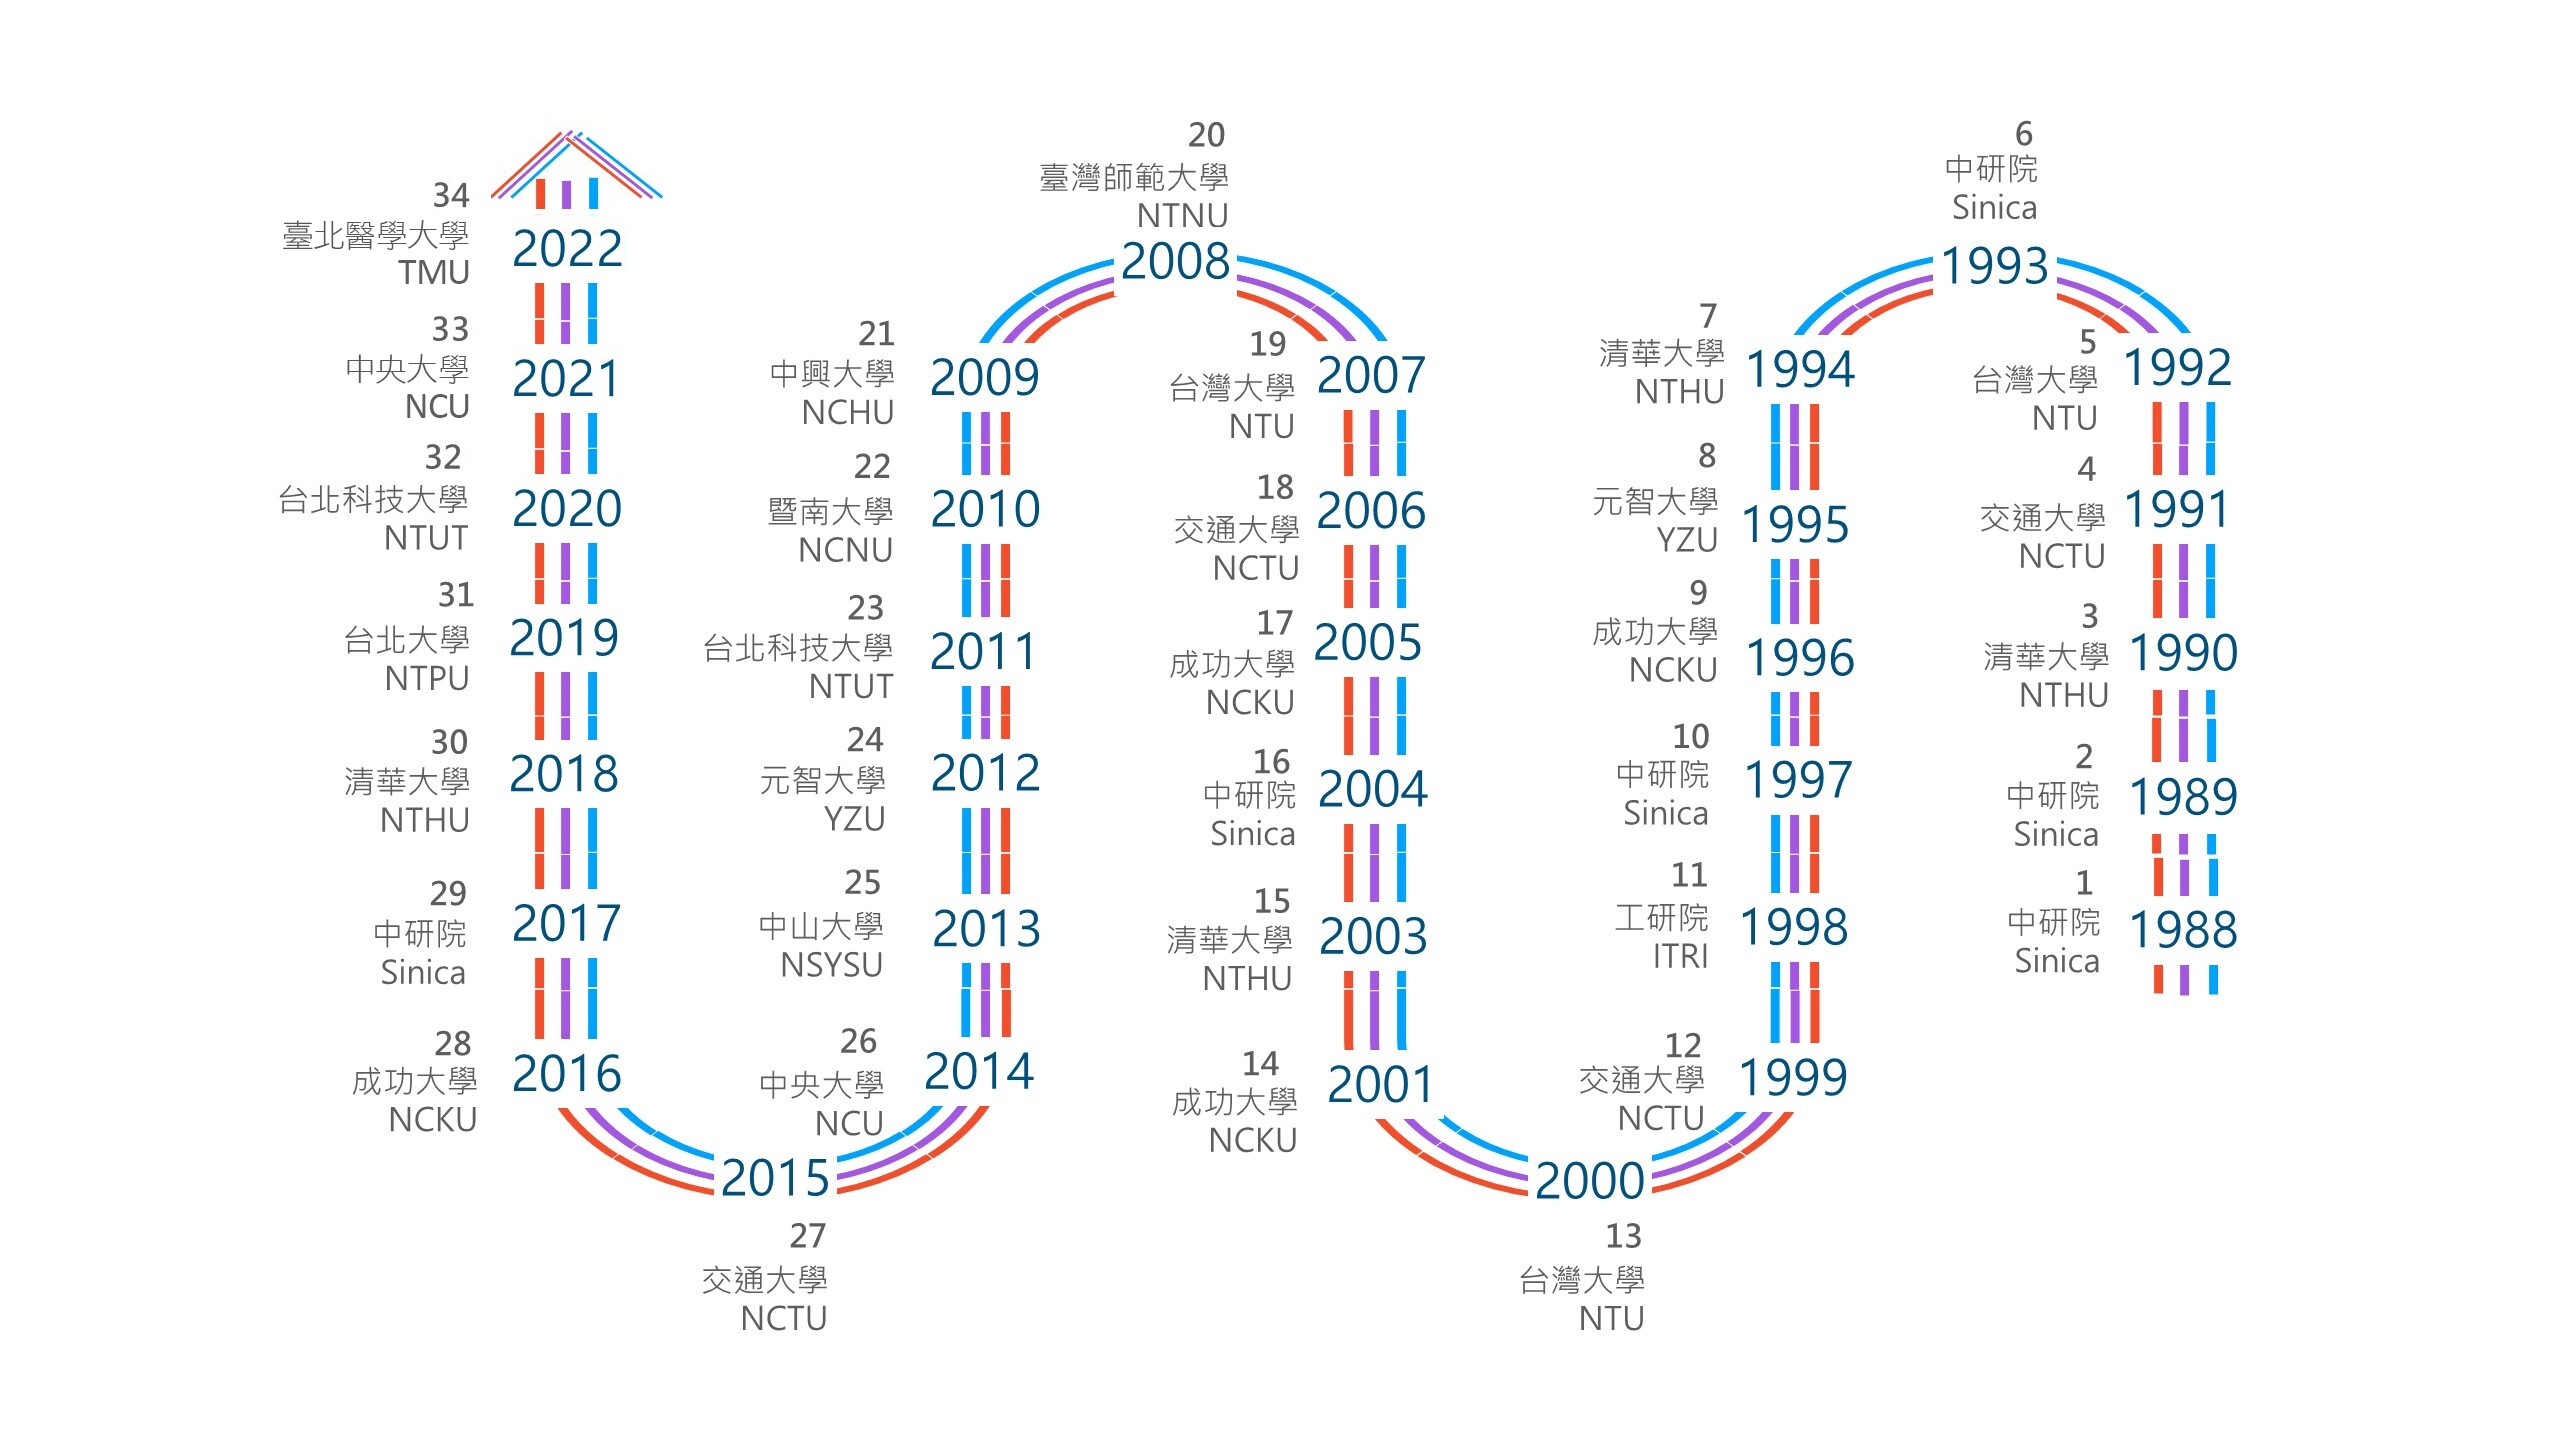 1
中研院
Sinica
1988
2
中研院
Sinica
1989
3
清華大學
NTHU
1990
4
交通大學
NCTU
1991
5
台灣大學
NTU
1992
6
中研院
Sinica
1993
7
清華大學
NTHU
1994
8
元智大學
YZU
1995
9
成功大學
NCKU
1996
10
中研院
Sinica
1997
11
工研院
ITRI
1998
12
交通大學
NCTU
1999
2000
13
台灣大學
NTU
14
成功大學
NCKU
2001
15
清華大學
NTHU
2003
16
中研院
Sinica
2004
17
成功大學
NCKU
2005
18
交通大學
NCTU
2006
19
台灣大學
NTU
2007
20
臺灣師範大學
NTNU
2008
21
中興大學
NCHU
2009
22
暨南大學
NCNU
2010
23
台北科技大學
NTUT
2011
24
元智大學
YZU
2012
25
中山大學
NSYSU
2013
26
中央大學
NCU
2014
2015
27
交通大學
NCTU
28
成功大學
NCKU
2016
29
中研院
Sinica
2017
30
清華大學
NTHU
2018
31
台北大學
NTPU
2019
32
台北科技大學
NTUT
2020
33
中央大學
NCU
2021
34
臺北醫學大學
TMU
2022